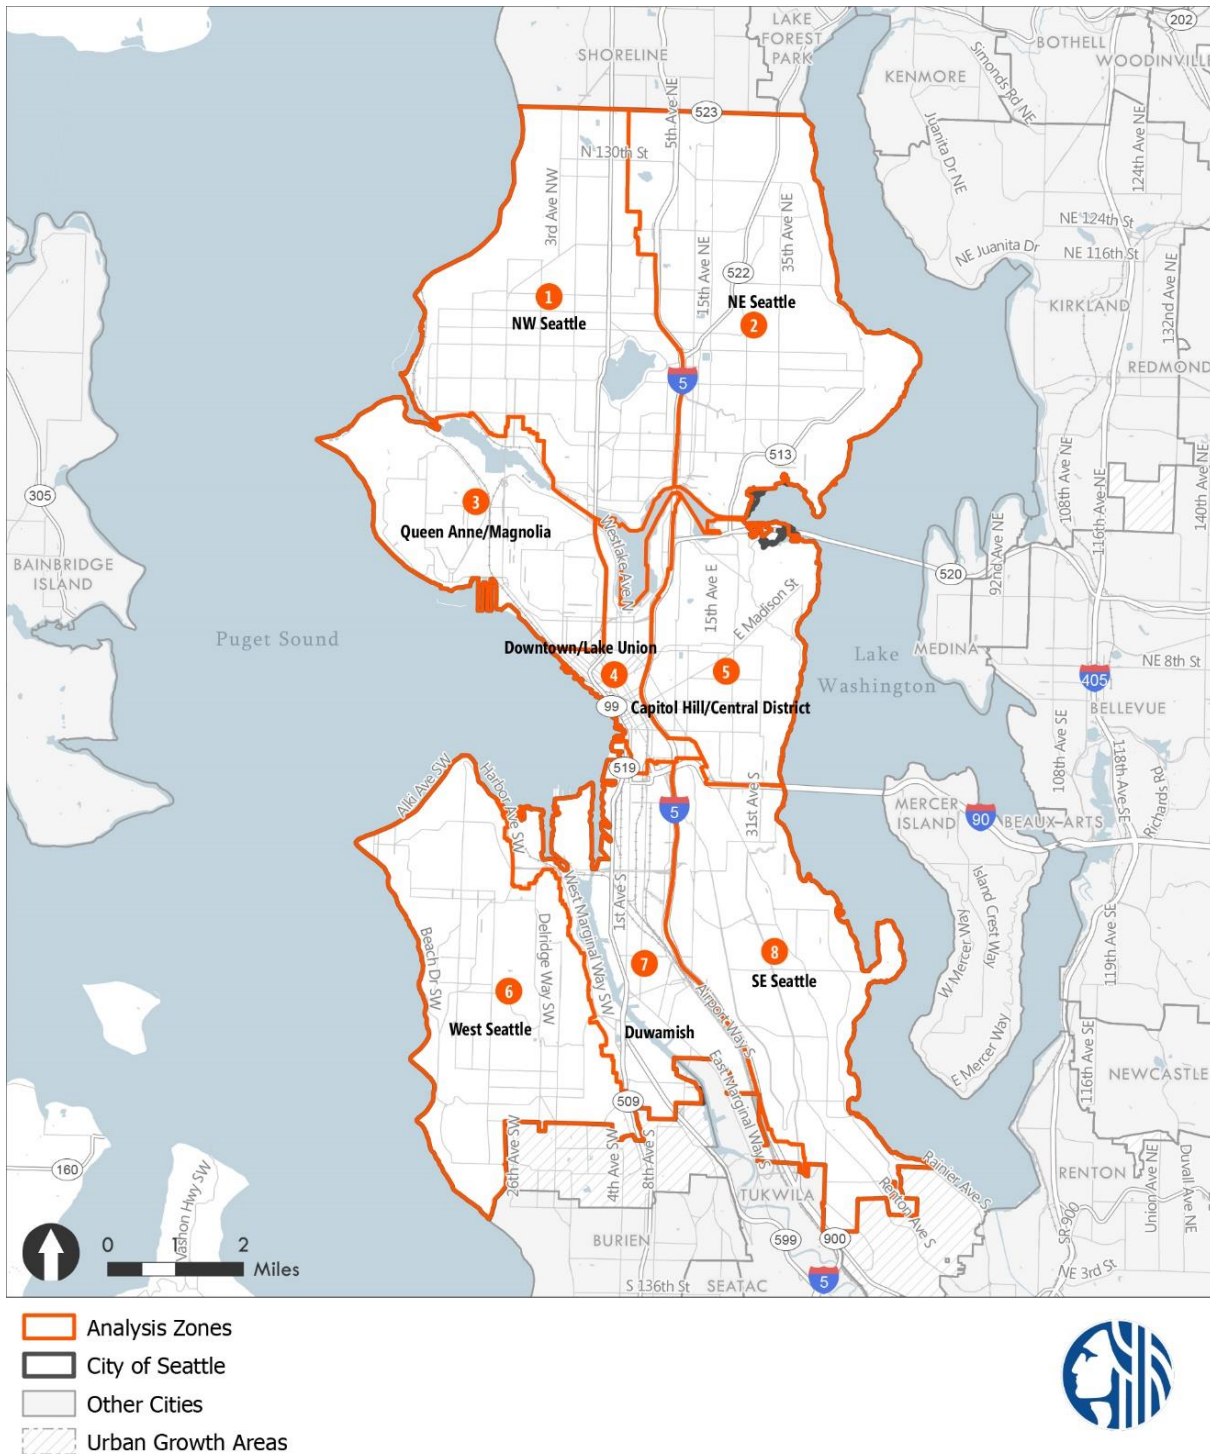 202
LAKE
FOREST
PARK
SHORELINE
BOTHELL
WOODINVILLE
KENMORE
Simonds Rd NE
523
5th Ave NE
N 130th St
Juanita Dr NE
124th Ave NE
3rd Ave NW
35th Ave NE
NE 124th St
NE Juanita Dr
NE 116th St
15th Ave NE
522
132nd Ave NE
1
NW Seattle
NE Seattle
2
KIRKLAND
REDMOND
5
513
108th Ave NE
116th Ave NE
140th Ave NE
305
3
Queen Anne/Magnolia
Westlake Ave N
BAINBRIDGE
ISLAND
520
92nd Ave NE
15th Ave E
E Madison St
Puget Sound
Downtown/Lake Union
4
5
Capitol Hill/Central District
Lake
Washington
MEDINA
NE 8th St
405
BELLEVUE
99
519
108th Ave SE
118th Ave SE
Richards Rd
Alki Ave SW
Harbor Ave SW
5
31st Ave S
MERCER
ISLAND
90
BEAUX-ARTS
West Marginal Way SW
1st Ave S
Island Crest Way
W Mercer Way
119th Ave SE
Beach Dr SW
Delridge Way SW
6
West Seattle
7
Duwamish
8
SE Seattle
Airport Way S
East Marginal Way S
E Mercer Way
116th Ave SE
NEWCASTLE
509
26th Ave SW
4th Ave SW
8th Ave S
160
Vashon Hwy SW
TUKWILA
Renton Ave S
Rainier Ave S
RENTON
Union Ave NE
Duvall Ave NE
BURIEN
599
900
SR 900
NE 3rd St
S 136th St
SEATAC
5
0 1 2
Miles
Analysis Zones
City of Seattle
Other Cities
Urban Growth Areas